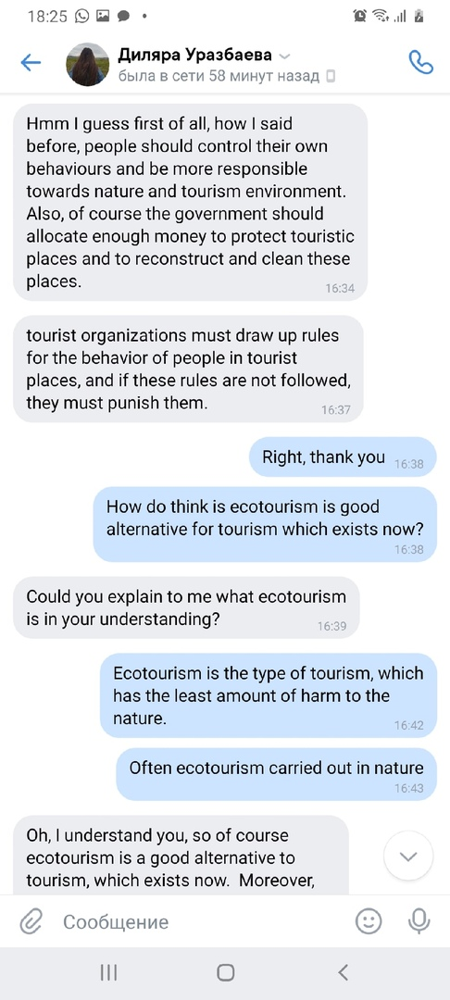 18:25
Диляра Уразбаева
была в сети 58 минут назад
Hmm I guess first of all, how I said
before, people should control their own
behaviours and be more responsible
towards nature and tourism environment.
Also, of course the government should
allocate enough money to protect touristic
places and to reconstruct and clean these
places.
16:34
tourist organizations must draw up rules
for the behavior of people in tourist
places, and if these rules are not followed,
they must punish them.
16:37
Right, thank you
16:38
How do think is ecotourism is good
alternative for tourism which exists now?
16:38
Could you explain to me what ecotourism
is in your understanding?
16:39
Ecotourism is the type of tourism, which
has the least amount of harm to the
nature.
16:42
Often ecotourism carried out in nature
16:43
Oh, I understand you, so of course
ecotourism is a good alternative to
tourism, which exists now.  Moreover,
Сообщение